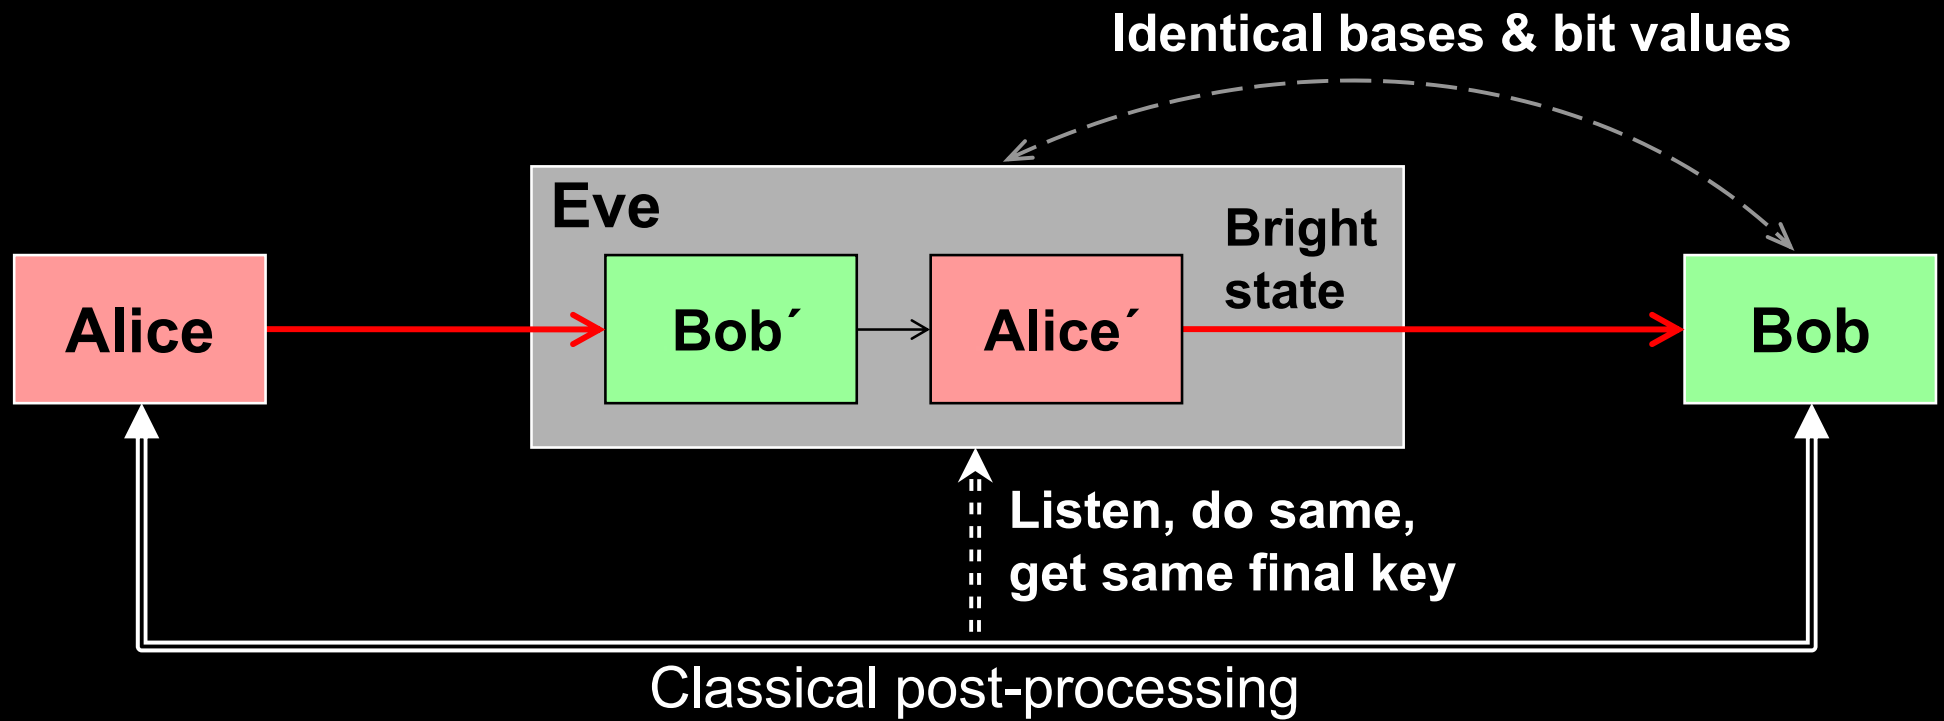 Identical bases & bit values
Eve
Bright
state
Alice
Bob´
Alice´
Bob
Listen, do same,
get same final key
Classical post-processing